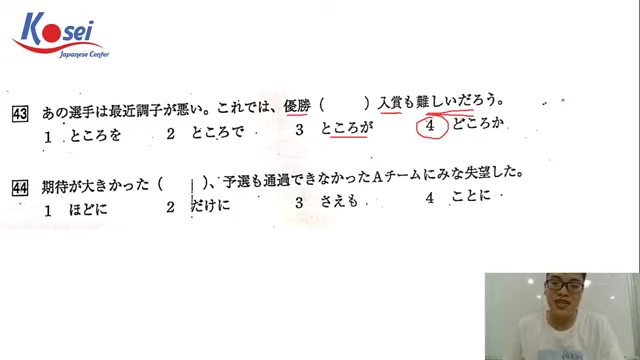 Kosei
Japanese Center
43 あの選手は最近調子が悪い。これでは、優勝（　　）入賞も難しいだろう。
1 ところを 2 ところで 3 ところが 4 どころか
44 期待が大きかった（　　）、予選も通過できなかったAチームにみな失望した。
1 ほどに 2 だけに 3 さえも 4 ことに